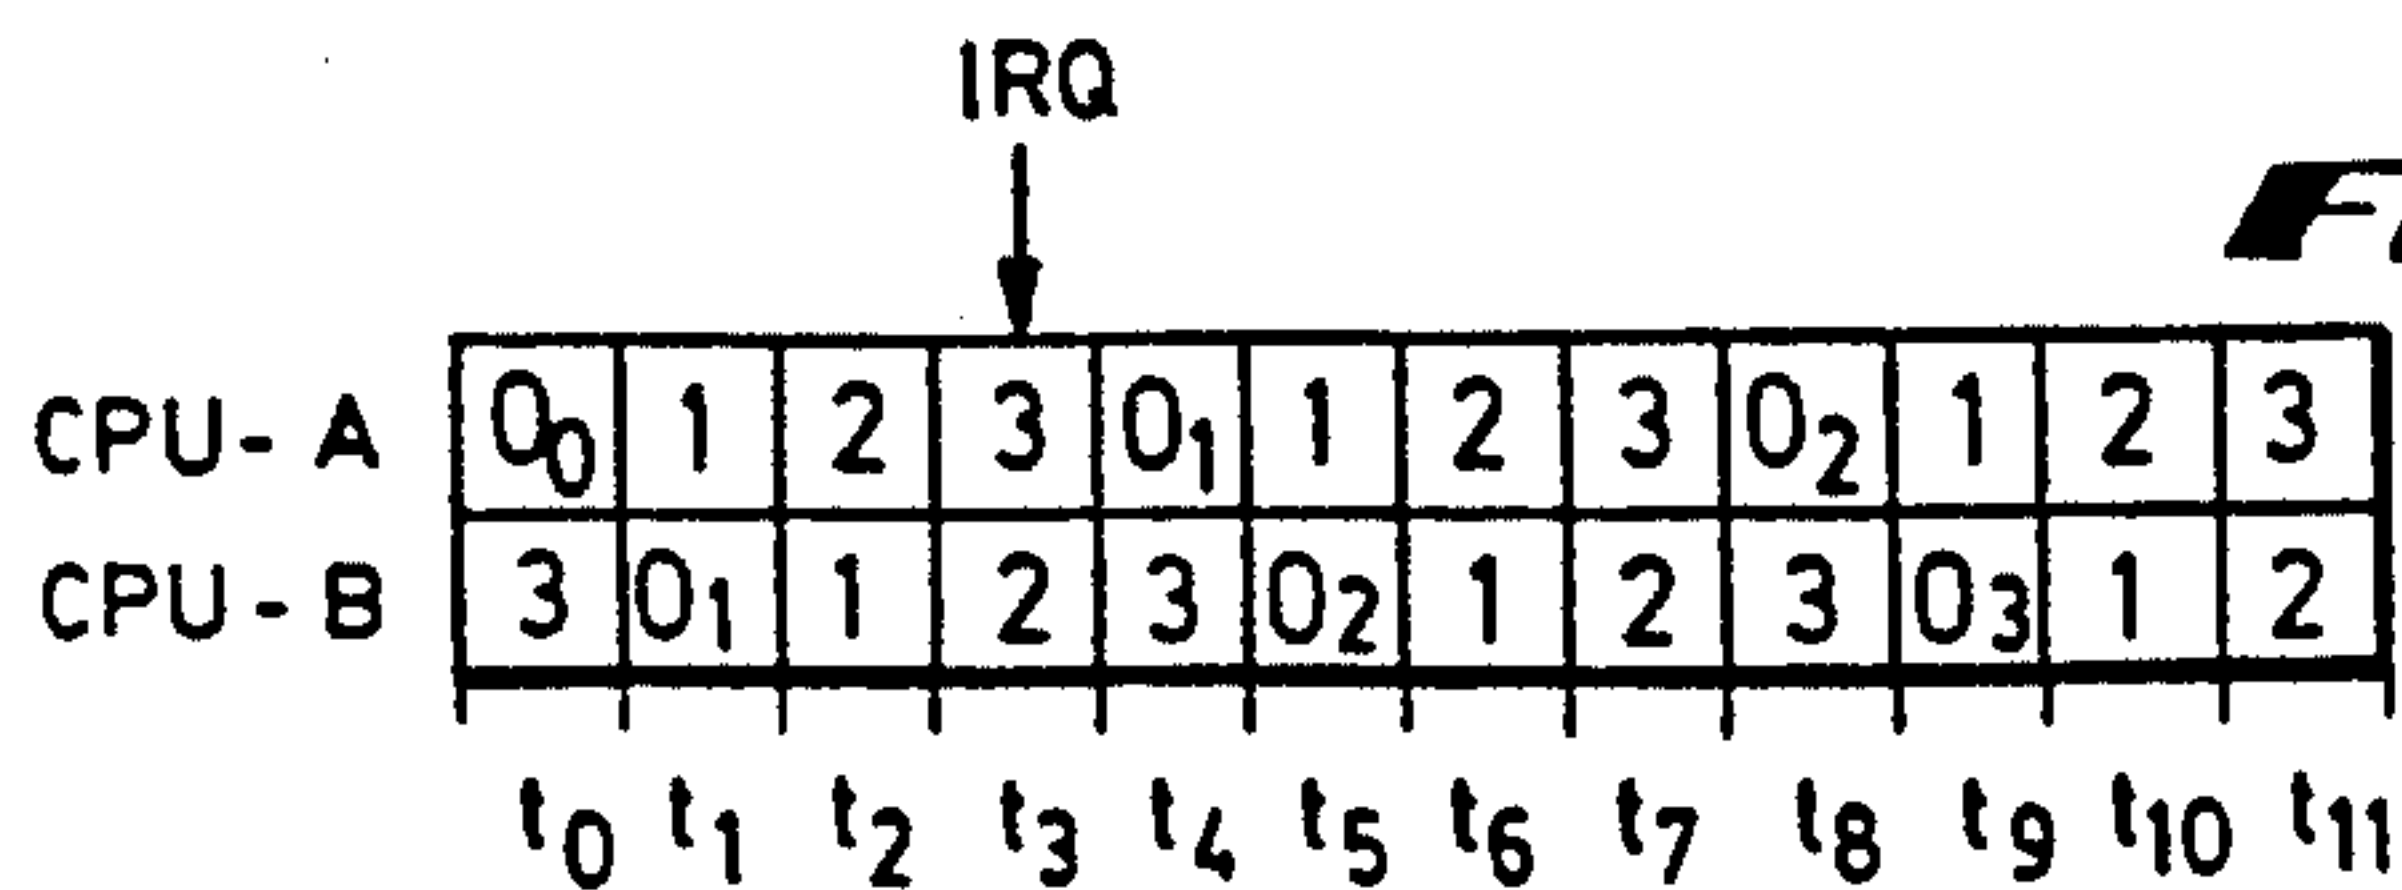 IRQ
CPU-A 0₀ 1 2 3 0₁ 1 2 3 0₂ 1 2 3
CPU-B 3 0₁ 1 2 3 0₂ 1 2 3 0₃ 1 2
t₀ t₁ t₂ t₃ t₄ t₅ t₆ t₇ t₈ t₉ t₁₀ t₁₁